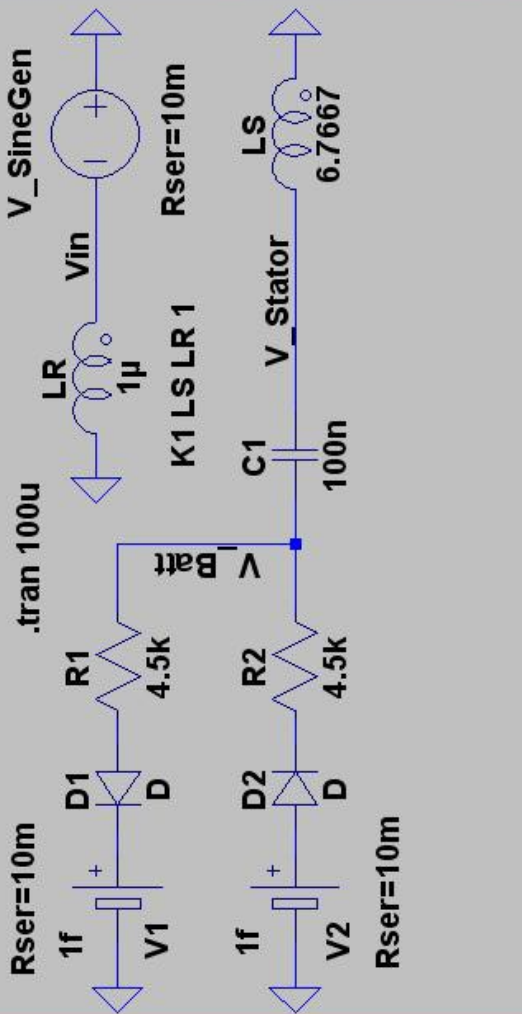 Rser=10m
V_SineGen
.tran 100u
LR
1f
D1
R1
Vin
1µ
V1
D
4.5k
Rser=10m
K1 LS LR 1
V_Batt
1f
D2
R2
C1
V_Stator
LS
V2
D
4.5k
100n
6.7667
Rser=10m